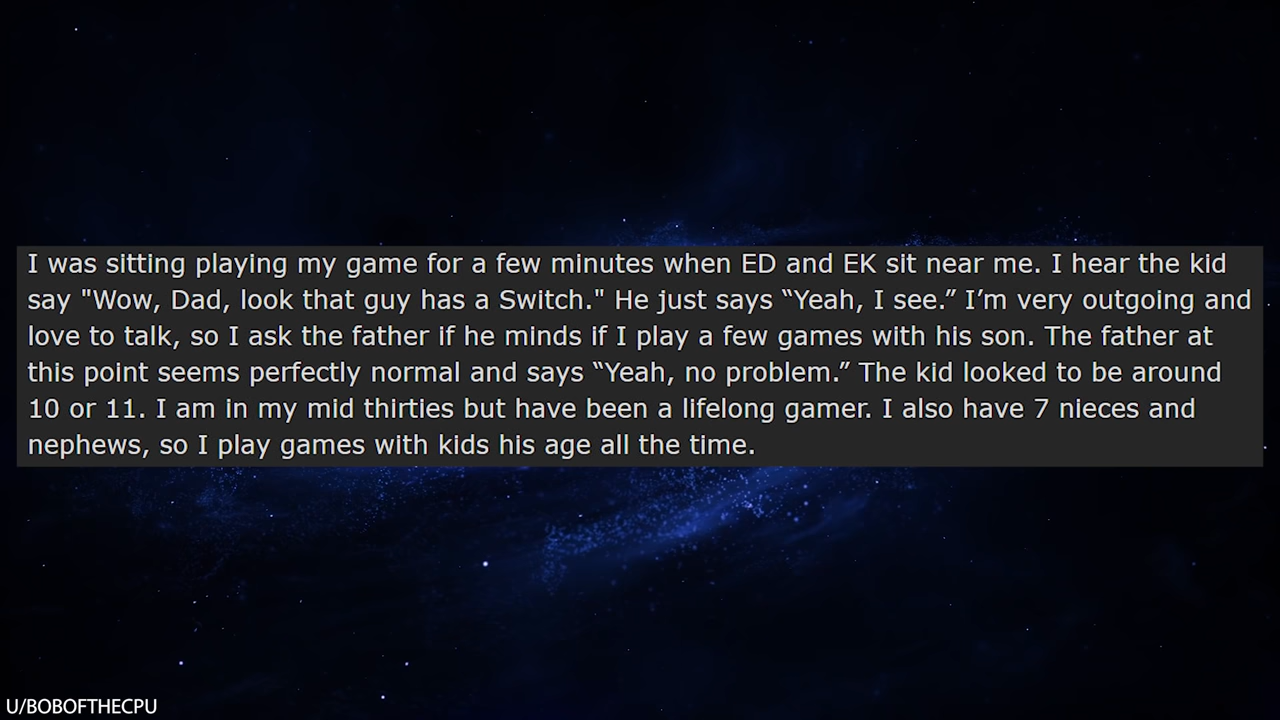 I was sitting playing my game for a few minutes when ED and EK sit near me. I hear the kid
say "Wow, Dad, look that guy has a Switch." He just says “Yeah, I see.” I’m very outgoing and
love to talk, so I ask the father if he minds if I play a few games with his son. The father at
this point seems perfectly normal and says “Yeah, no problem.” The kid looked to be around
10 or 11. I am in my mid thirties but have been a lifelong gamer. I also have 7 nieces and
nephews, so I play games with kids his age all the time.
U/BOBOFTHECPU